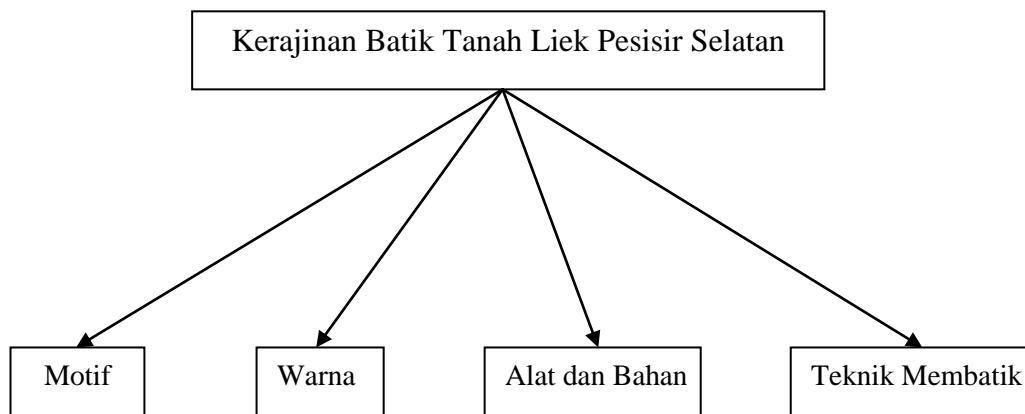 Kerajinan Batik Tanah Liek Pesisir Selatan
Motif
Warna
Alat dan Bahan
Teknik Membatik